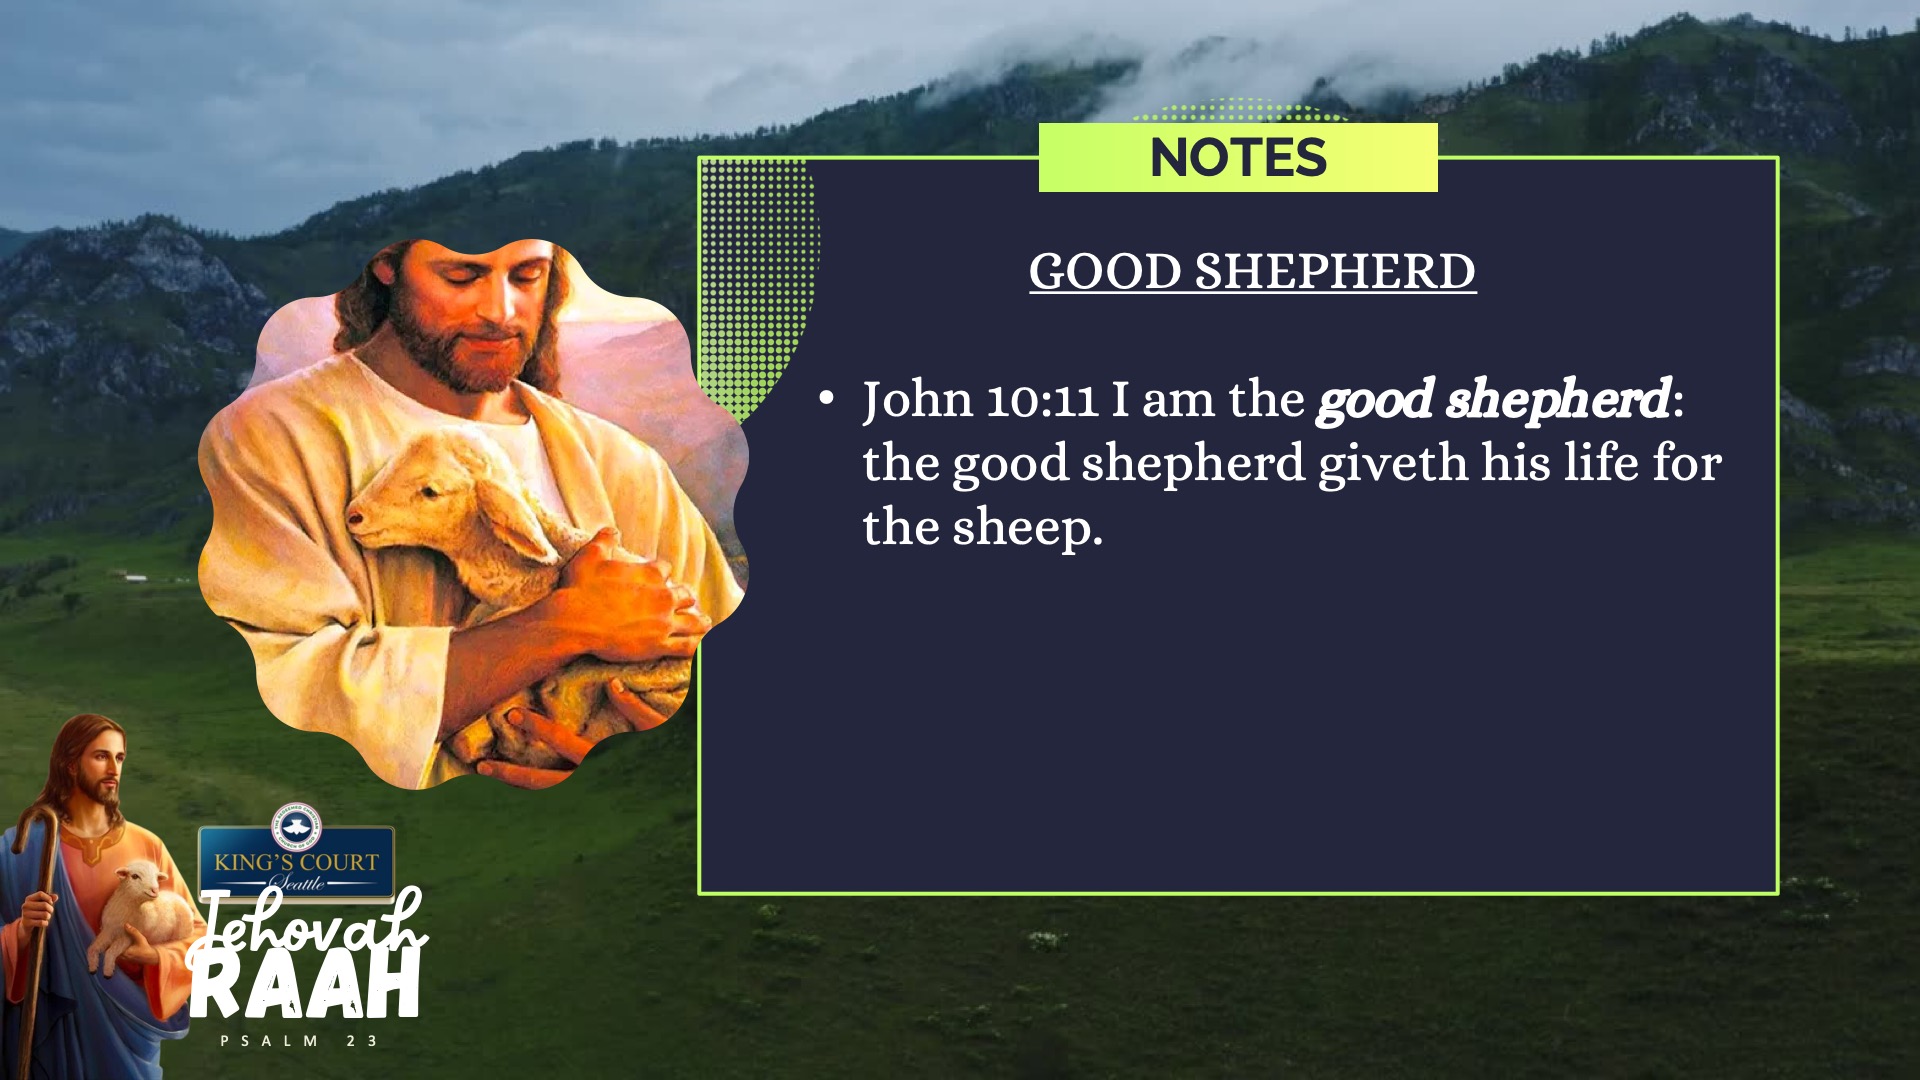 NOTES
GOOD SHEPHERD
• John 10:11 I am the good shepherd:
the good shepherd giveth his life for
the sheep.
KING'S COURT
Seattle
Jehovah
RAAH
PSALM 23